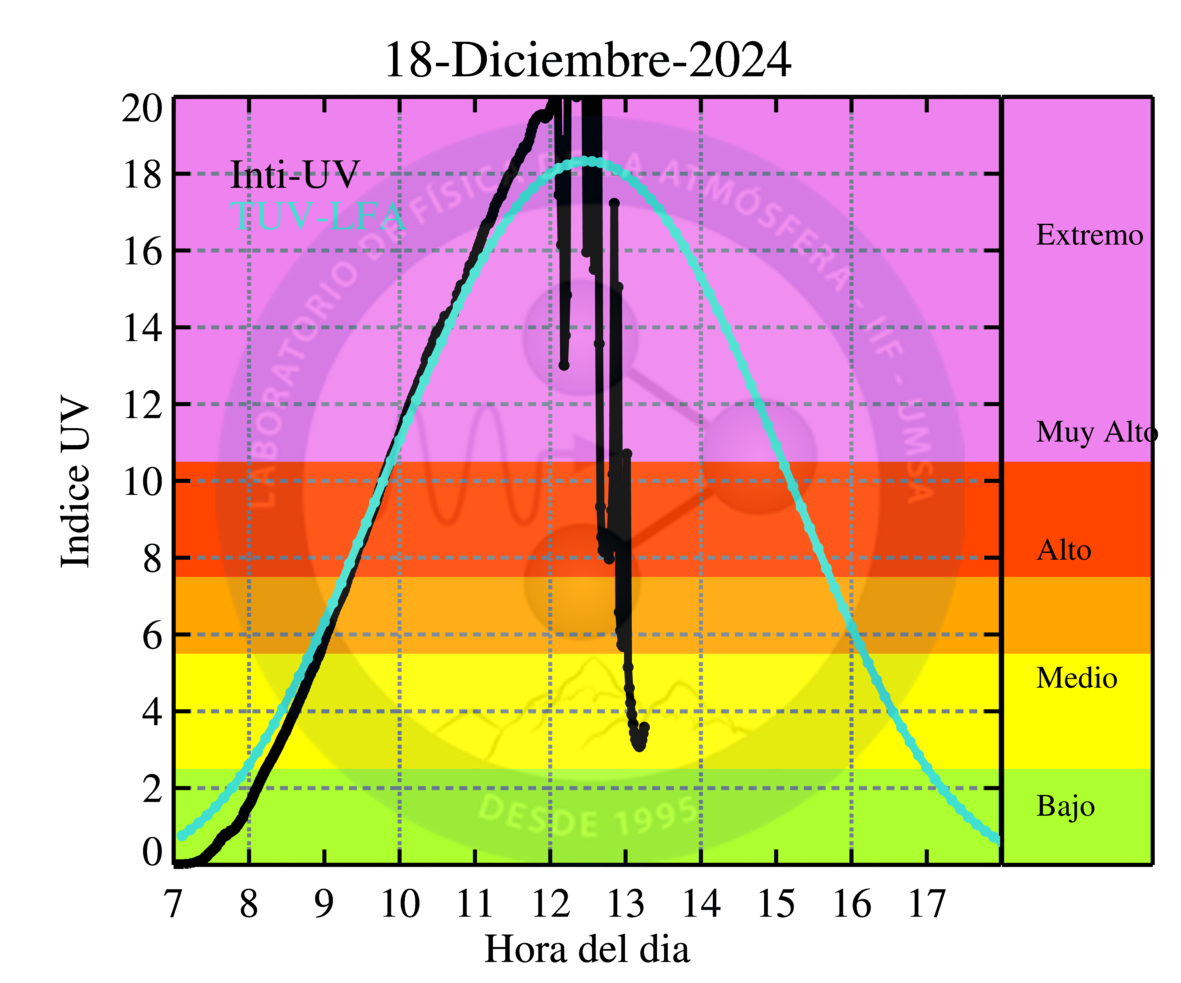 18-Diciembre-2024
Indice UV
20
18
16
14
12
10
8
6
4
2
0
Inti-UV
TUV-LFA
LABORATORIO DE FÍSICA DE LA ATMÓSFERA - IIF - UMSA
DESDE 1995
Extremo
Muy Alto
Alto
Medio
Bajo
7 8 9 10 11 12 13 14 15 16 17
Hora del dia